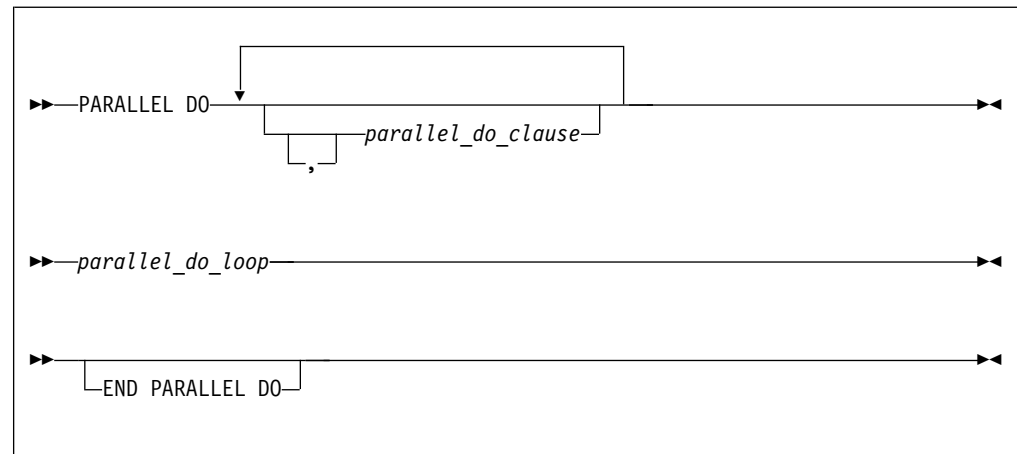 PARALLEL DO
parallel_do_clause
,
parallel_do_loop
END PARALLEL DO